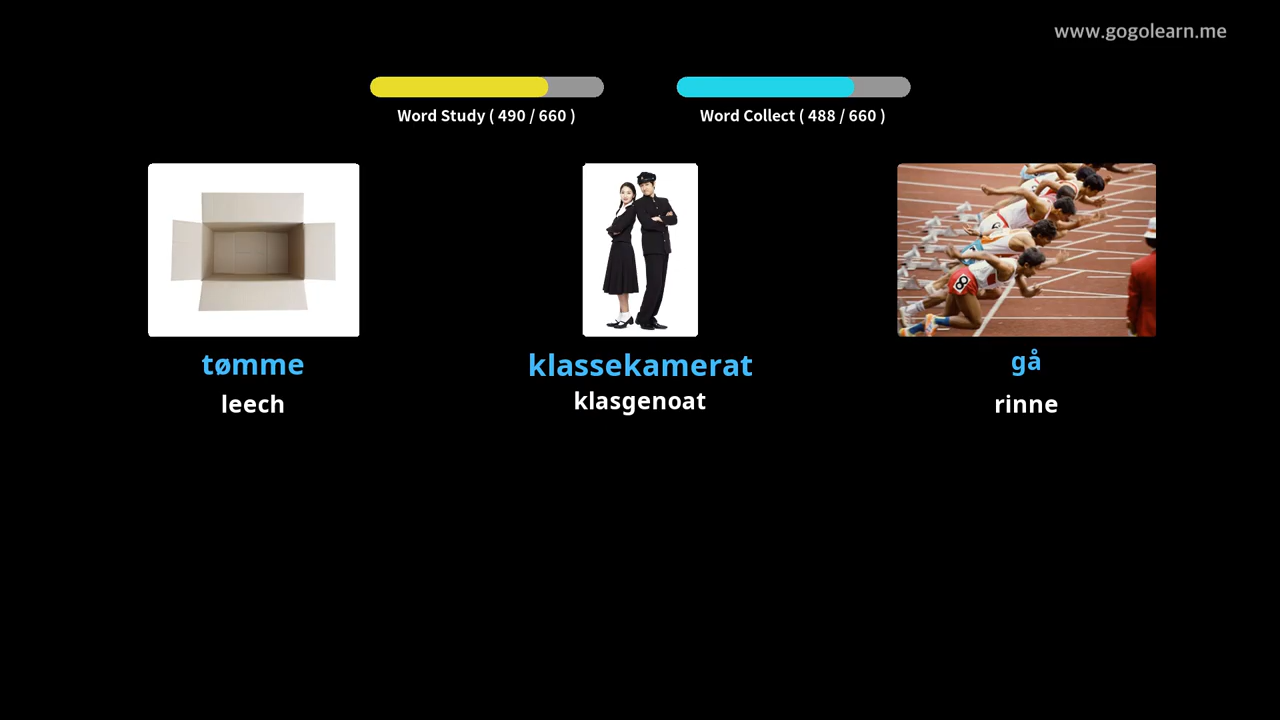 www.gogolearn.me
Word Study ( 490 / 660 )
Word Collect ( 488 / 660 )
tømme
leech
klassekamerat
klasgenoat
gå
rinne